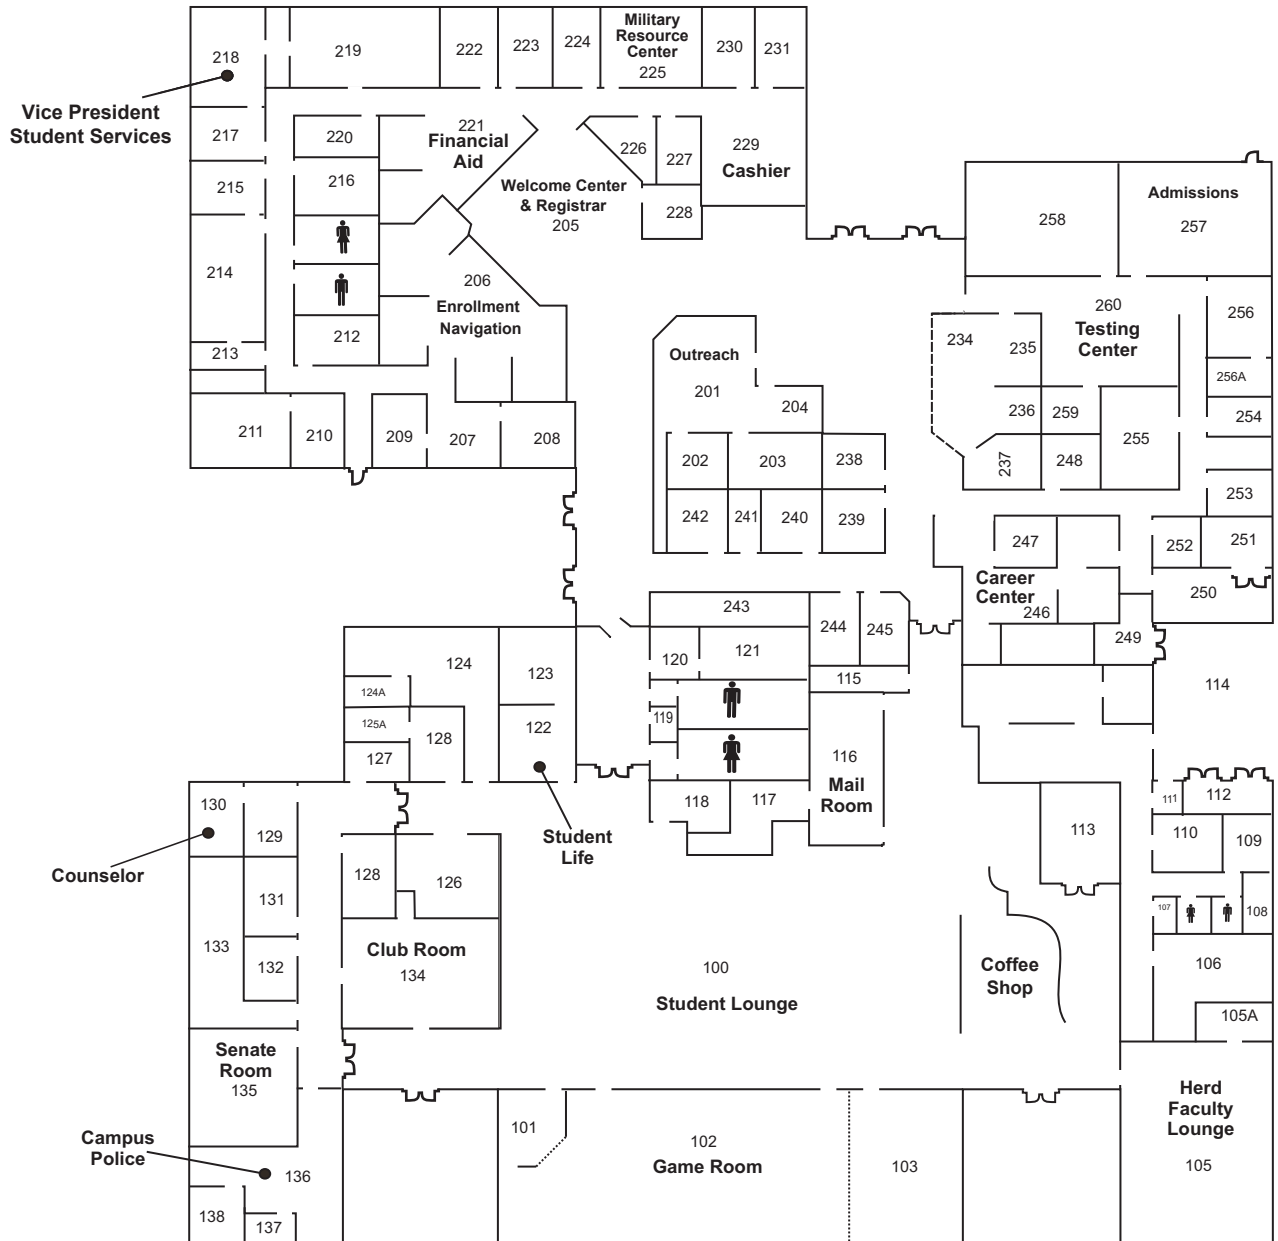 Military
Resource
Center
225
218
219
222
223
224
230
231
Vice President
Student Services
217
220
221
Financial
Aid
226
227
229
Cashier
215
216
Welcome Center
& Registrar
205
228
258
Admissions
257
214
206
Enrollment
Navigation
212
213
260
Testing
Center
256
234
235
256A
Outreach
201
204
236
259
254
255
211
210
209
207
208
202
203
238
237
248
253
242
241
240
239
247
252
251
Career
Center
246
250
243
244
245
249
124
123
120
121
115
114
124A
125A
128
127
122
119
116
Mail
Room
118
117
111
112
130
129
Student
Life
113
110
109
Counselor
128
126
131
107
108
133
132
Club Room
134
100
Student Lounge
Coffee
Shop
106
105A
Senate
Room
135
Herd
Faculty
Lounge
105
Campus
Police
136
101
102
Game Room
103
138
137